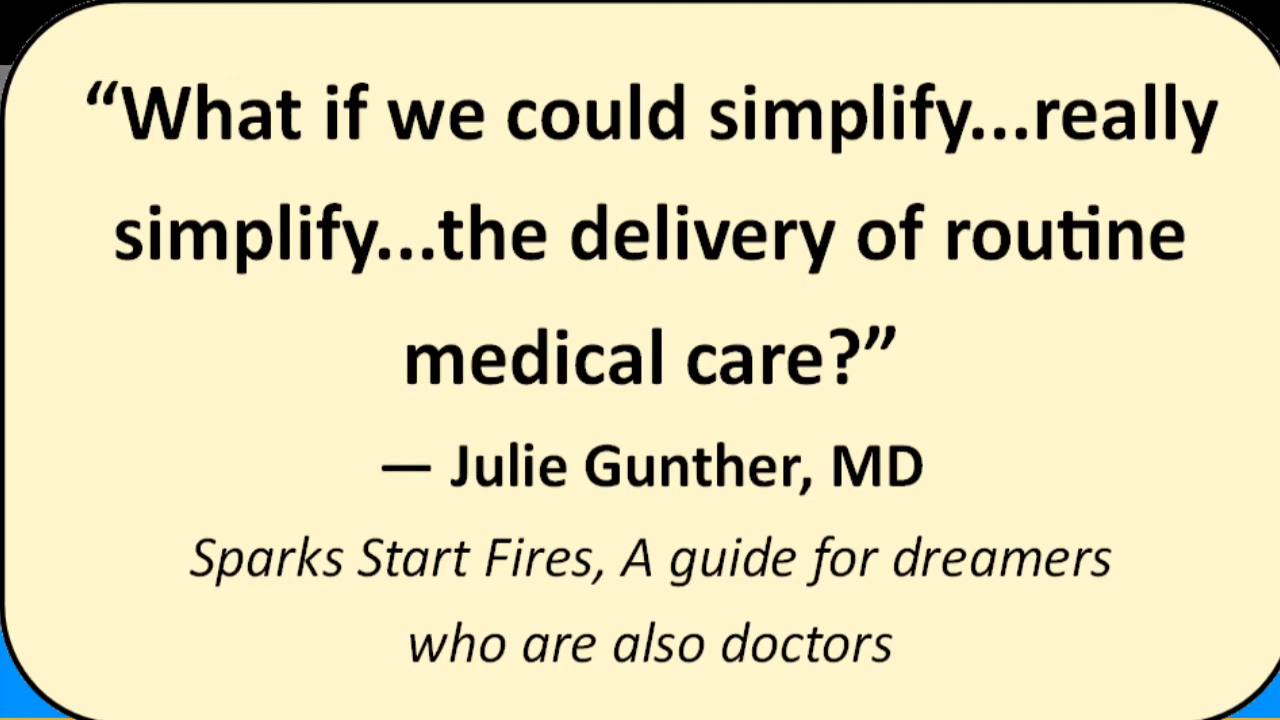 “What if we could simplify...really
simplify...the delivery of routine
medical care?”
— Julie Gunther, MD
Sparks Start Fires, A guide for dreamers
who are also doctors